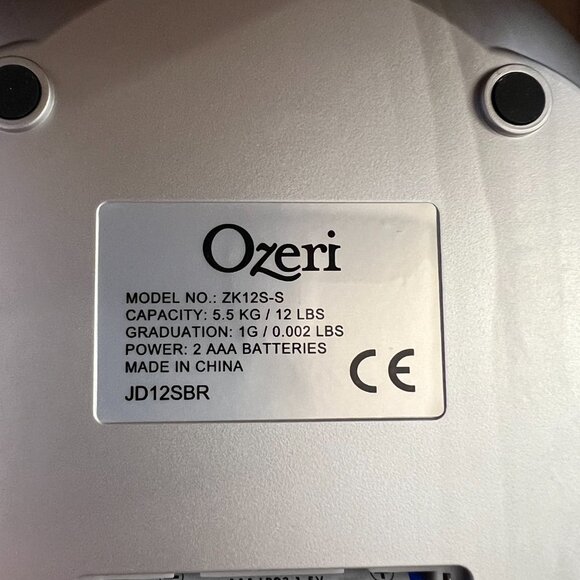 Ozeri
MODEL NO.: ZK12S-S
CAPACITY: 5.5 KG / 12 LBS
GRADUATION: 1G / 0.002 LBS
POWER: 2 AAA BATTERIES
MADE IN CHINA
CE
JD12SBR